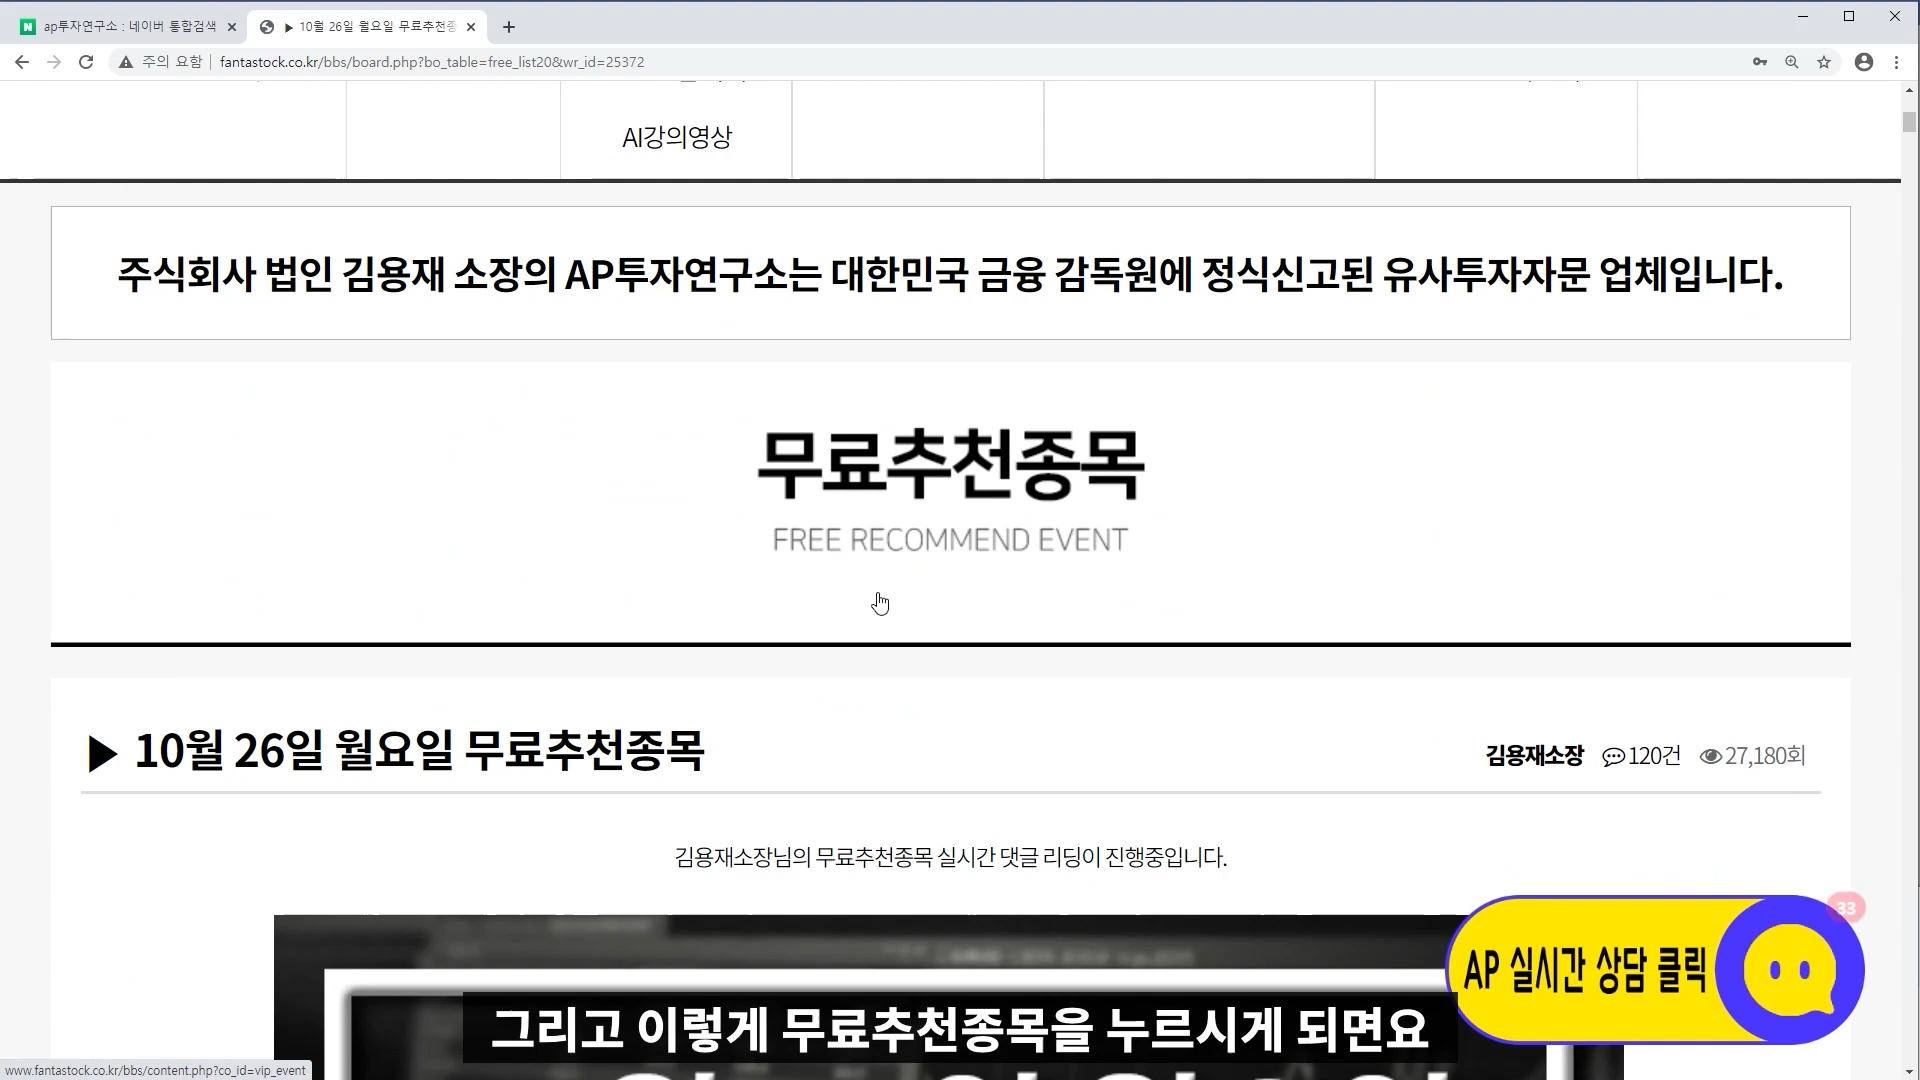 ap투자연구소 : 네이버 통합검색
▶ 10월 26일 월요일 무료추천종
주의 요함 | fantastock.co.kr/bbs/board.php?bo_table=free_list20&wr_id=25372
AI강의영상
주식회사 법인 김용재 소장의 AP투자연구소는 대한민국 금융 감독원에 정식신고된 유사투자자문 업체입니다.
무료추천종목
FREE RECOMMEND EVENT
▶ 10월 26일 월요일 무료추천종목
김용재소장 120건 27,180회
김용재소장님의 무료추천종목 실시간 댓글 리딩이 진행중입니다.
33
AP 실시간 상담 클릭
그리고 이렇게 무료추천종목을 누르시게 되면요
www.fantastock.co.kr/bbs/content.php?co_id=vip_event